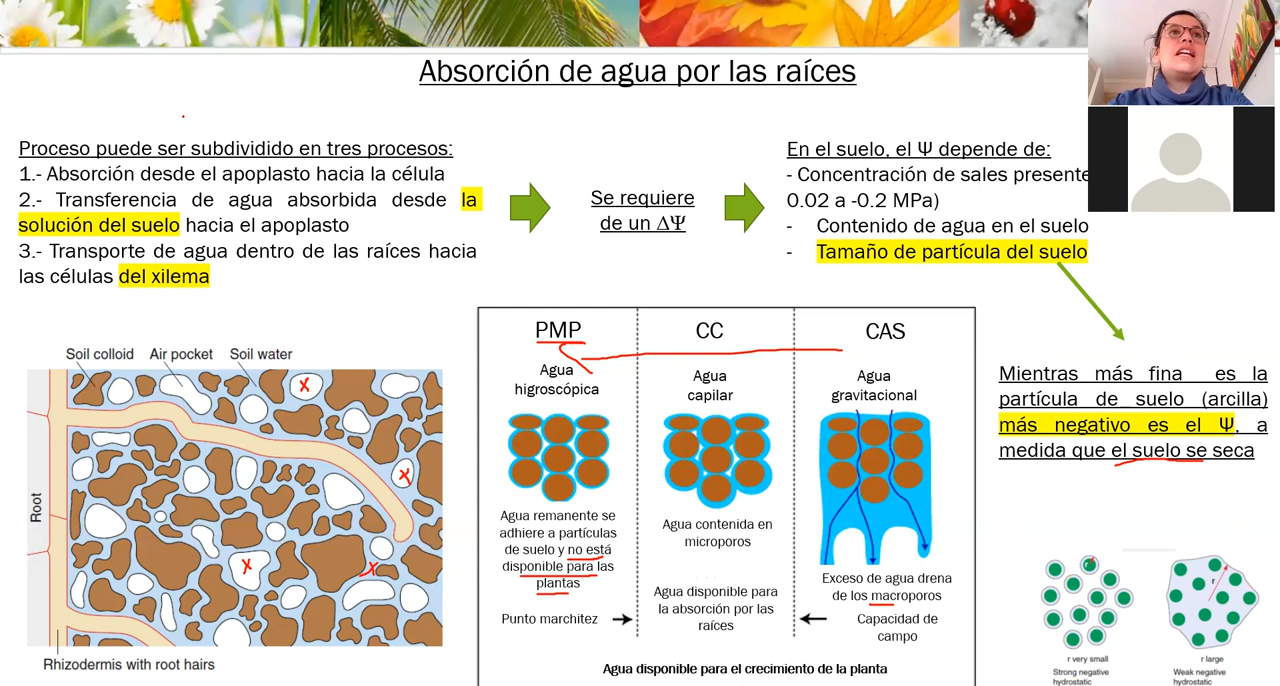 Absorción de agua por las raíces
Proceso puede ser subdividido en tres procesos:
1.- Absorción desde el apoplasto hacia la célula
2.- Transferencia de agua absorbida desde la
solución del suelo hacia el apoplasto
3.- Transporte de agua dentro de las raíces hacia
las células del xilema
Se requiere
de un ΔΨ
En el suelo, el Ψ depende de:
- Concentración de sales presente
0.02 a -0.2 MPa)
- Contenido de agua en el suelo
- Tamaño de partícula del suelo
Mientras más fina es la
partícula de suelo (arcilla)
más negativo es el Ψ, a
medida que el suelo se seca
Soil colloid Air pocket Soil water
Root
Rhizodermis with root hairs
PMP CC CAS
Agua
higroscópica
Agua
capilar
Agua
gravitacional
Agua remanente se
adhiere a partículas
de suelo y no está
disponible para las
plantas
Agua contenida en
microporos
Agua disponible para
la absorción por las
raíces
Exceso de agua drena
de los macroporos
Punto marchitez
Capacidad de
campo
Agua disponible para el crecimiento de la planta
r
r
r very small
Strong negative
hydrostatic
r large
Weak negative
hydrostatic